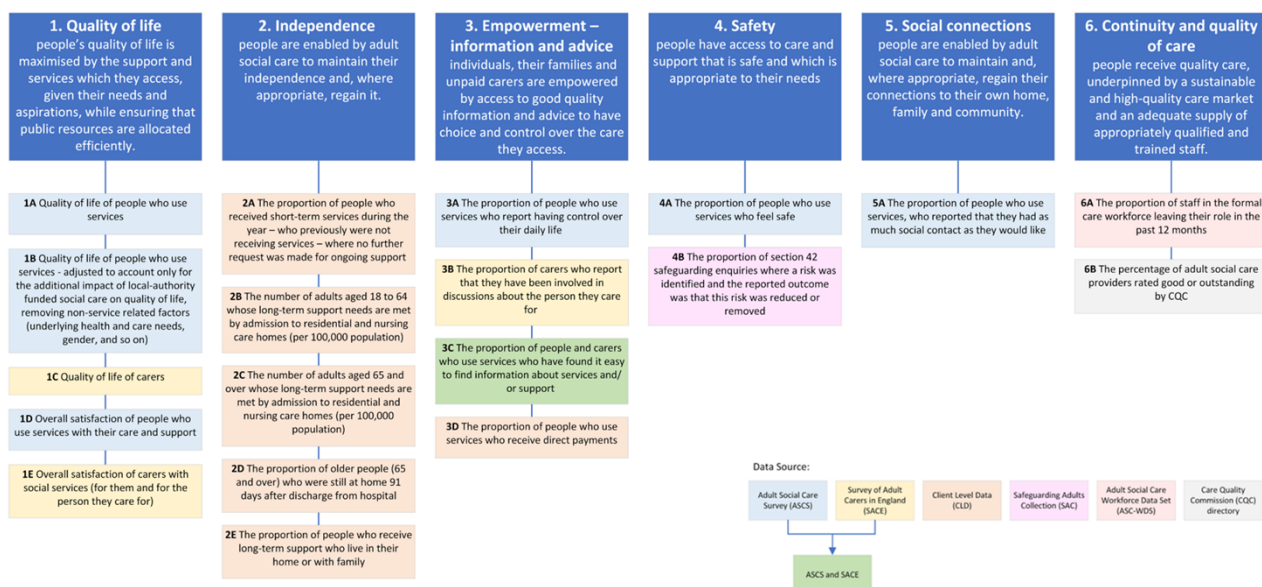 1. Quality of life
people's quality of life is
maximised by the support and
services which they access,
given their needs and
aspirations, while ensuring that
public resources are allocated
efficiently.
1A Quality of life of people who use
services
1B Quality of life of people who use
services - adjusted to account only for
the additional impact of local-authority
funded social care on quality of life,
removing non-service related factors
(underlying health and care needs,
gender, and so on)
1C Quality of life of carers
1D Overall satisfaction of people who
use services with their care and support
1E Overall satisfaction of carers with
social services (for them and for the
person they care for)
2. Independence
people are enabled by adult
social care to maintain their
independence and, where
appropriate, regain it.
2A The proportion of people who
received short-term services during the
year – who previously were not
receiving services – where no further
request was made for ongoing support
2B The number of adults aged 18 to 64
whose long-term support needs are
met by admission to residential and nursing
care homes (per 100,000 population)
2C The number of adults aged 65 and
over whose long-term support needs are
met by admission to residential and
nursing care homes (per 100,000
population)
2D The proportion of older people (65
and over) who were still at home 91
days after discharge from hospital
2E The proportion of people who receive
long-term support who live in their
home or with family
3. Empowerment –
information and advice
individuals, their families and
unpaid carers are empowered
by access to good quality
information and advice to have
choice and control over the care
they access.
3A The proportion of people who use
services who report having control over
their daily life
3B The proportion of carers who report
that they have been involved in
discussions about the person they care
for
3C The proportion of people and carers
who use services who have found it easy
to find information about services and/
or support
3D The proportion of people who use
services who receive direct payments
4. Safety
people have access to care and
support that is safe and which is
appropriate to their needs
4A The proportion of people who use
services who feel safe
4B The proportion of section 42
safeguarding enquiries where a risk was
identified and the reported outcome
was that this risk was reduced or
removed
5. Social connections
people are enabled by adult
social care to maintain and,
where appropriate, regain their
connections to their own home,
family and community.
5A The proportion of people who use
services, who reported that they had as
much social contact as they would like
6. Continuity and quality
of care
people receive quality care,
underpinned by a sustainable
and high-quality care market
and an adequate supply of
appropriately qualified and
trained staff.
6A The proportion of staff in the formal
care workforce leaving their role in the
past 12 months
6B The percentage of adult social care
providers rated good or outstanding
by CQC
Data Source:
Adult Social Care
Survey (ASCS)
Survey of Adult
Carers in England
(SACE)
Client Level Data
(CLD)
Safeguarding Adults
Collection (SAC)
Adult Social Care
Workforce Data Set
(ASC-WDS)
Care Quality
Commission (CQC)
directory
ASCS and SACE